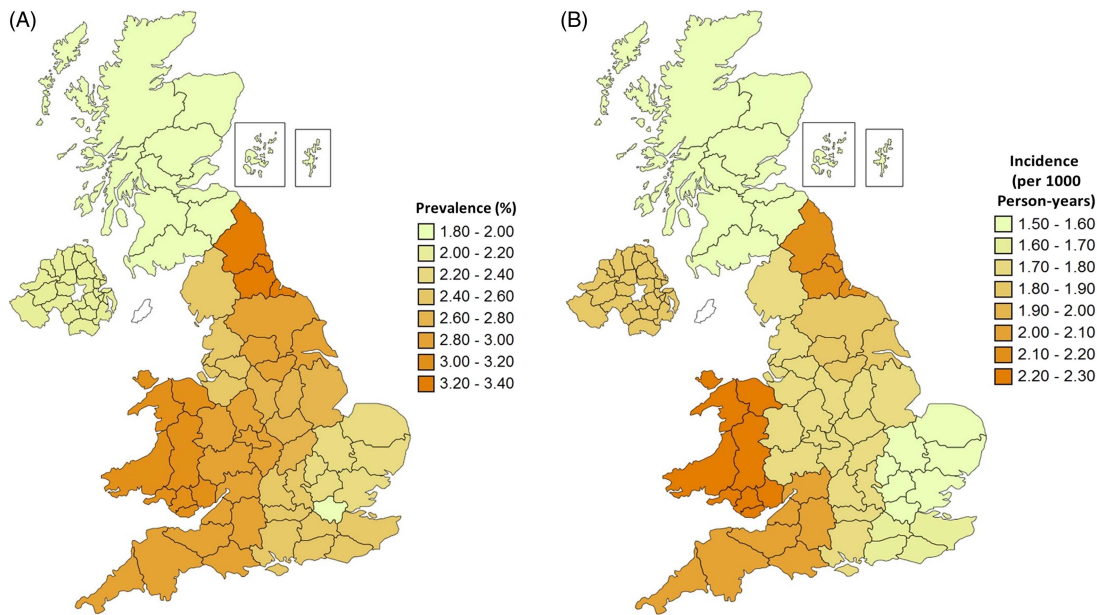 (A)
Prevalence (%)
1.80 - 2.00
2.00 - 2.20
2.20 - 2.40
2.40 - 2.60
2.60 - 2.80
2.80 - 3.00
3.00 - 3.20
3.20 - 3.40
(B)
Incidence
(per 1000
Person-years)
1.50 - 1.60
1.60 - 1.70
1.70 - 1.80
1.80 - 1.90
1.90 - 2.00
2.00 - 2.10
2.10 - 2.20
2.20 - 2.30